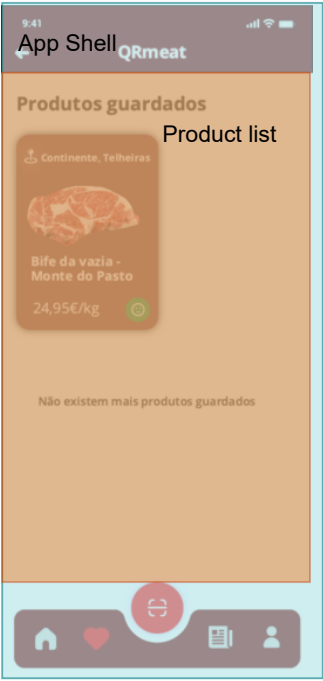 9:41
App Shell
QRmeat
Produtos guardados
Product list
Continente, Telheiras
Bife da vazia -
Monte do Pasto
24,95€/kg
Não existem mais produtos guardados